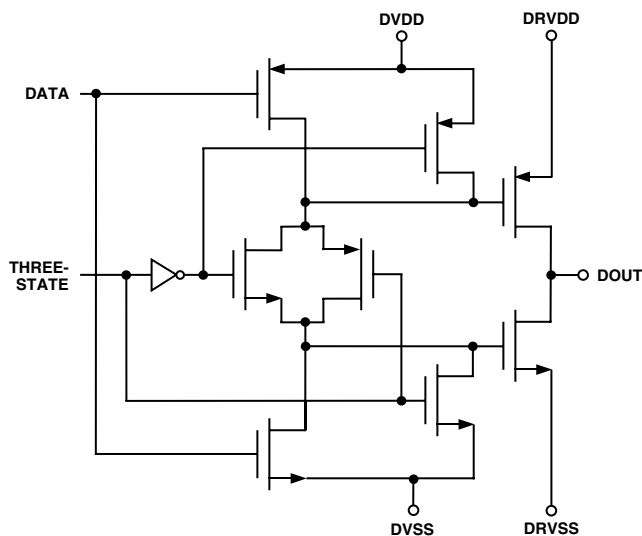 DVDD
DRVDD
DATA
THREE-
STATE
DOUT
DVSS
DRVSS